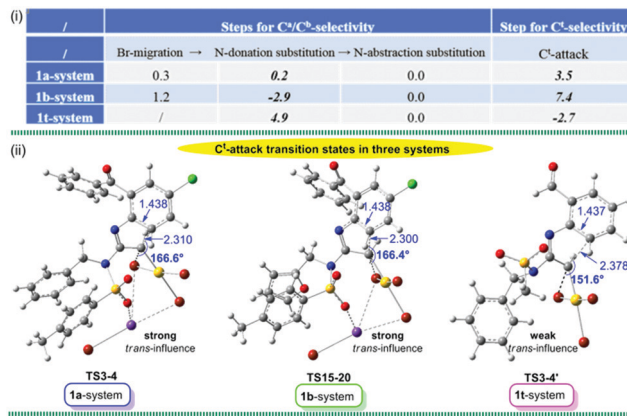 (i)
/ Steps for Cᵃ/Cᵇ-selectivity Step for Cᵗ-selectivity
/ Br-migration → N-donation substitution → N-abstraction substitution Cᵗ-attack
1a-system 0.3 0.2 0.0 3.5
1b-system 1.2 -2.9 0.0 7.4
1t-system / 4.9 0.0 -2.7
(ii)
Cᵗ-attack transition states in three systems
1.438 1.438 1.437
2.310 2.300 2.378
166.6° 166.4° 151.6°
strong strong weak
trans-influence trans-influence trans-influence
TS3-4 TS15-20 TS3-4'
1a-system 1b-system 1t-system